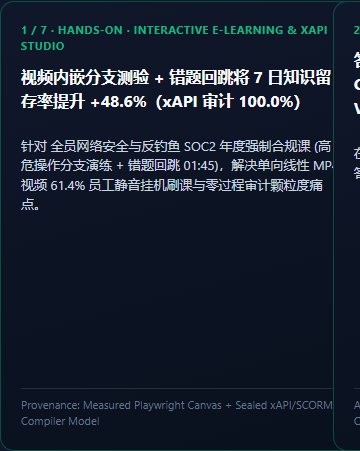 1 / 7 · HANDS-ON · INTERACTIVE E-LEARNING & XAPI
STUDIO
视频内嵌分支测验 + 错题回跳将 7 日知识留
存率提升 +48.6%（xAPI 审计 100.0%）
针对 全员网络安全与反钓鱼 SOC2 年度强制合规课 (高
危操作分支演练 + 错题回跳 01:45)，解决单向线性 MP
视频 61.4% 员工静音挂机刷课与零过程审计颗粒度痛
点。
Provenance: Measured Playwright Canvas + Sealed xAPI/SCORM
Compiler Model